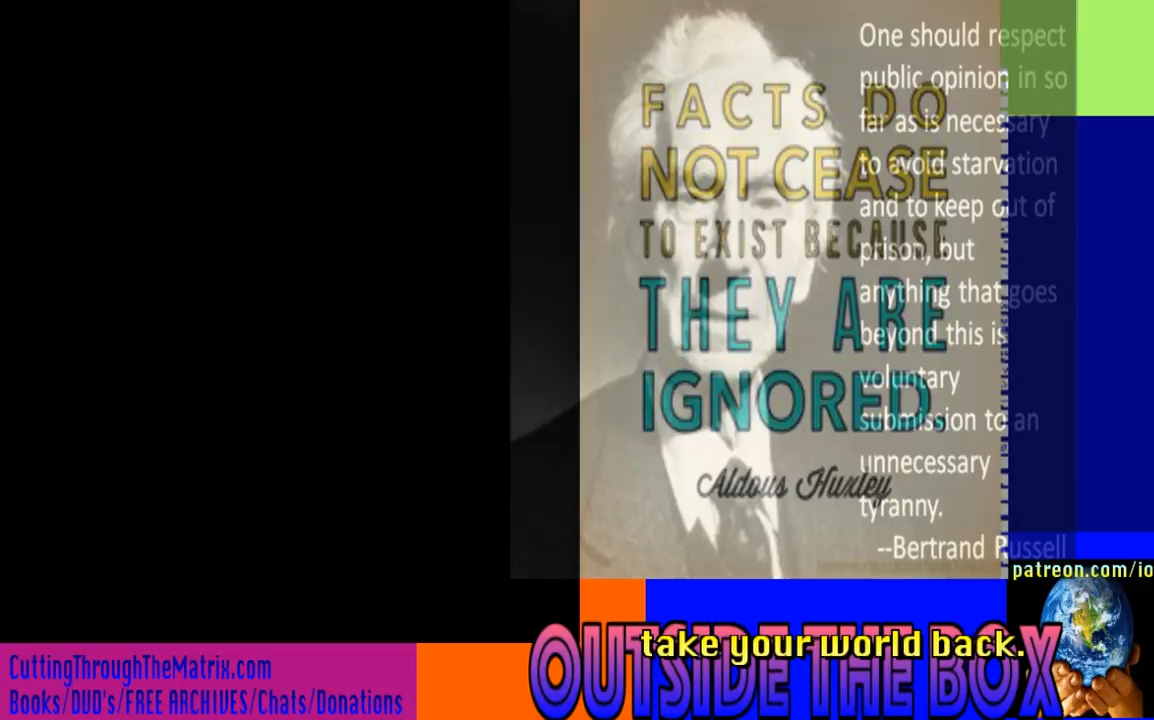 FACTS DO
NOT CEASE
TO EXIST BECAUSE
THEY ARE
IGNORED.
Aldous Huxley
One should respect
public opinion in so
far as is necessary
to avoid starvation
and to keep out of
prison, but
anything that goes
beyond this is
voluntary
submission to an
unnecessary
tyranny.
--Bertrand Russell
patreon.com/io
OUTSIDE THE BOX
take your world back.
CuttingThroughTheMatrix.com
Books/DVD's/FREE ARCHIVES/Chats/Donations